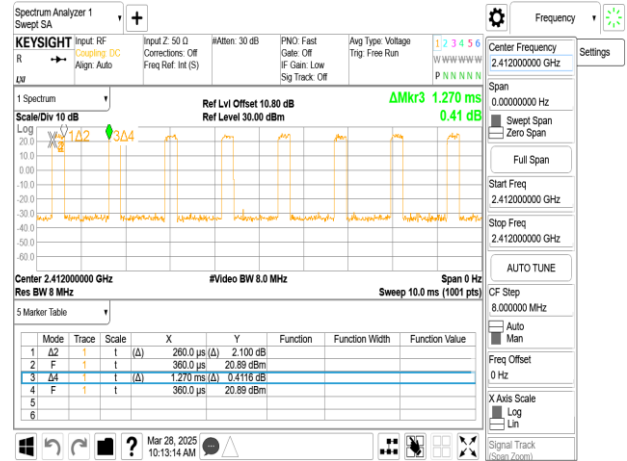 Spectrum Analyzer 1
Swept SA
+
Frequency
KEYSIGHT
R
Input: RF
Coupling: DC
Align: Auto
Input Z: 50 Ω
Corrections: Off
Freq Ref: Int (S)
#Atten: 30 dB
PNO: Fast
Gate: Off
IF Gain: Low
Sig Track: Off
Avg Type: Voltage
Trig: Free Run
1 2 3 4 5 6
W W W W W W
P N N N N N
LXI
1 Spectrum
Scale/Div 10 dB
Ref Lvl Offset 10.80 dB
Ref Level 30.00 dBm
ΔMkr3 1.270 ms
0.41 dB
Log
20.0
10.0
0.00
-10.0
-20.0
-30.0
-40.0
-50.0
-60.0
1Δ2
3Δ4
Center 2.412000000 GHz
#Video BW 8.0 MHz
Span 0 Hz
Res BW 8 MHz
Sweep 10.0 ms (1001 pts)
5 Marker Table
Mode Trace Scale X Y Function Function Width Function Value
1 Δ2 1 t (Δ) 260.0 µs (Δ) 2.100 dB
2 F 1 t 360.0 µs 20.89 dBm
3 Δ4 1 t (Δ) 1.270 ms (Δ) 0.4116 dB
4 F 1 t 360.0 µs 20.89 dBm
5
6
?
Mar 28, 2025
10:13:14 AM
Settings
Center Frequency
2.412000000 GHz
Span
0.00000000 Hz
Swept Span
Zero Span
Full Span
Start Freq
2.412000000 GHz
Stop Freq
2.412000000 GHz
AUTO TUNE
CF Step
8.000000 MHz
Auto
Man
Freq Offset
0 Hz
X Axis Scale
Log
Lin
Signal Track
(Span Zoom)